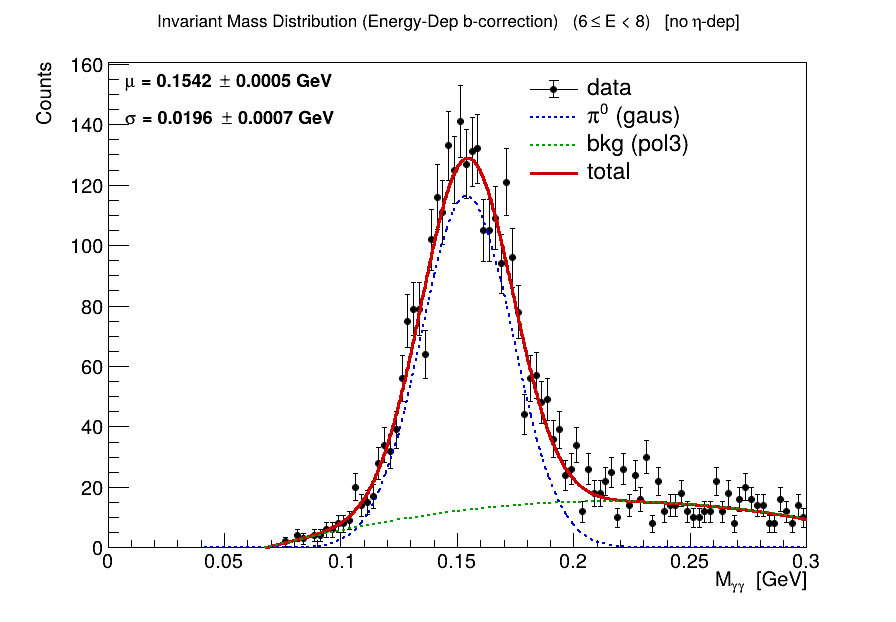 Invariant Mass Distribution (Energy-Dep b-correction) (6 ≤ E < 8) [no η-dep]
Counts
160
140
120
100
80
60
40
20
0
μ = 0.1542 ± 0.0005 GeV
σ = 0.0196 ± 0.0007 GeV
data
π⁰ (gaus)
bkg (pol3)
total
0 0.05 0.1 0.15 0.2 0.25 0.3
Mγγ [GeV]